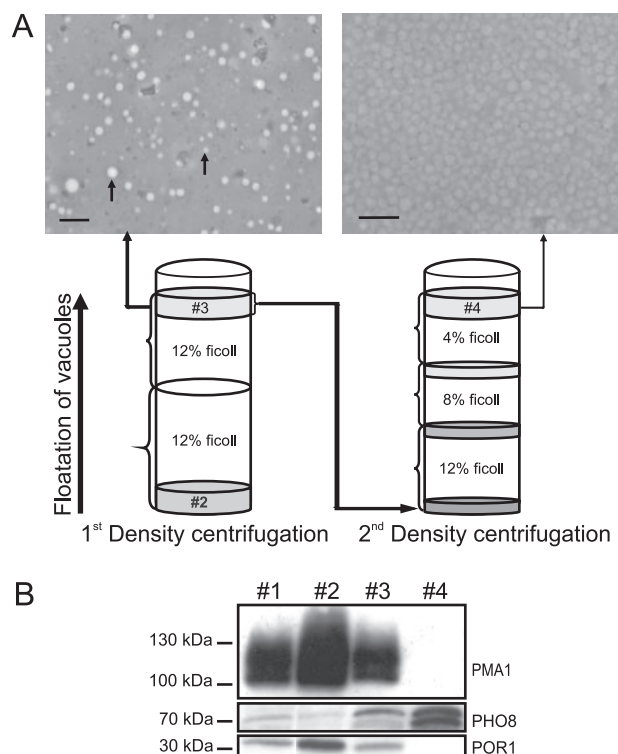 A
Floatation of vacuoles
#3
12% ficoll
12% ficoll
#2
1st Density centrifugation
#4
4% ficoll
8% ficoll
12% ficoll
2nd Density centrifugation
B
#1 #2 #3 #4
130 kDa
100 kDa
PMA1
70 kDa
PHO8
30 kDa
POR1